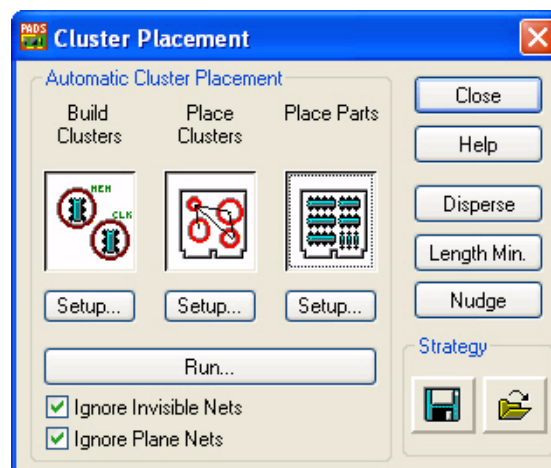 PADS
Cluster Placement
Automatic Cluster Placement
Build
Clusters
Place
Clusters
Place Parts
MEM
CLK
Setup...
Setup...
Setup...
Run...
Ignore Invisible Nets
Ignore Plane Nets
Close
Help
Disperse
Length Min.
Nudge
Strategy